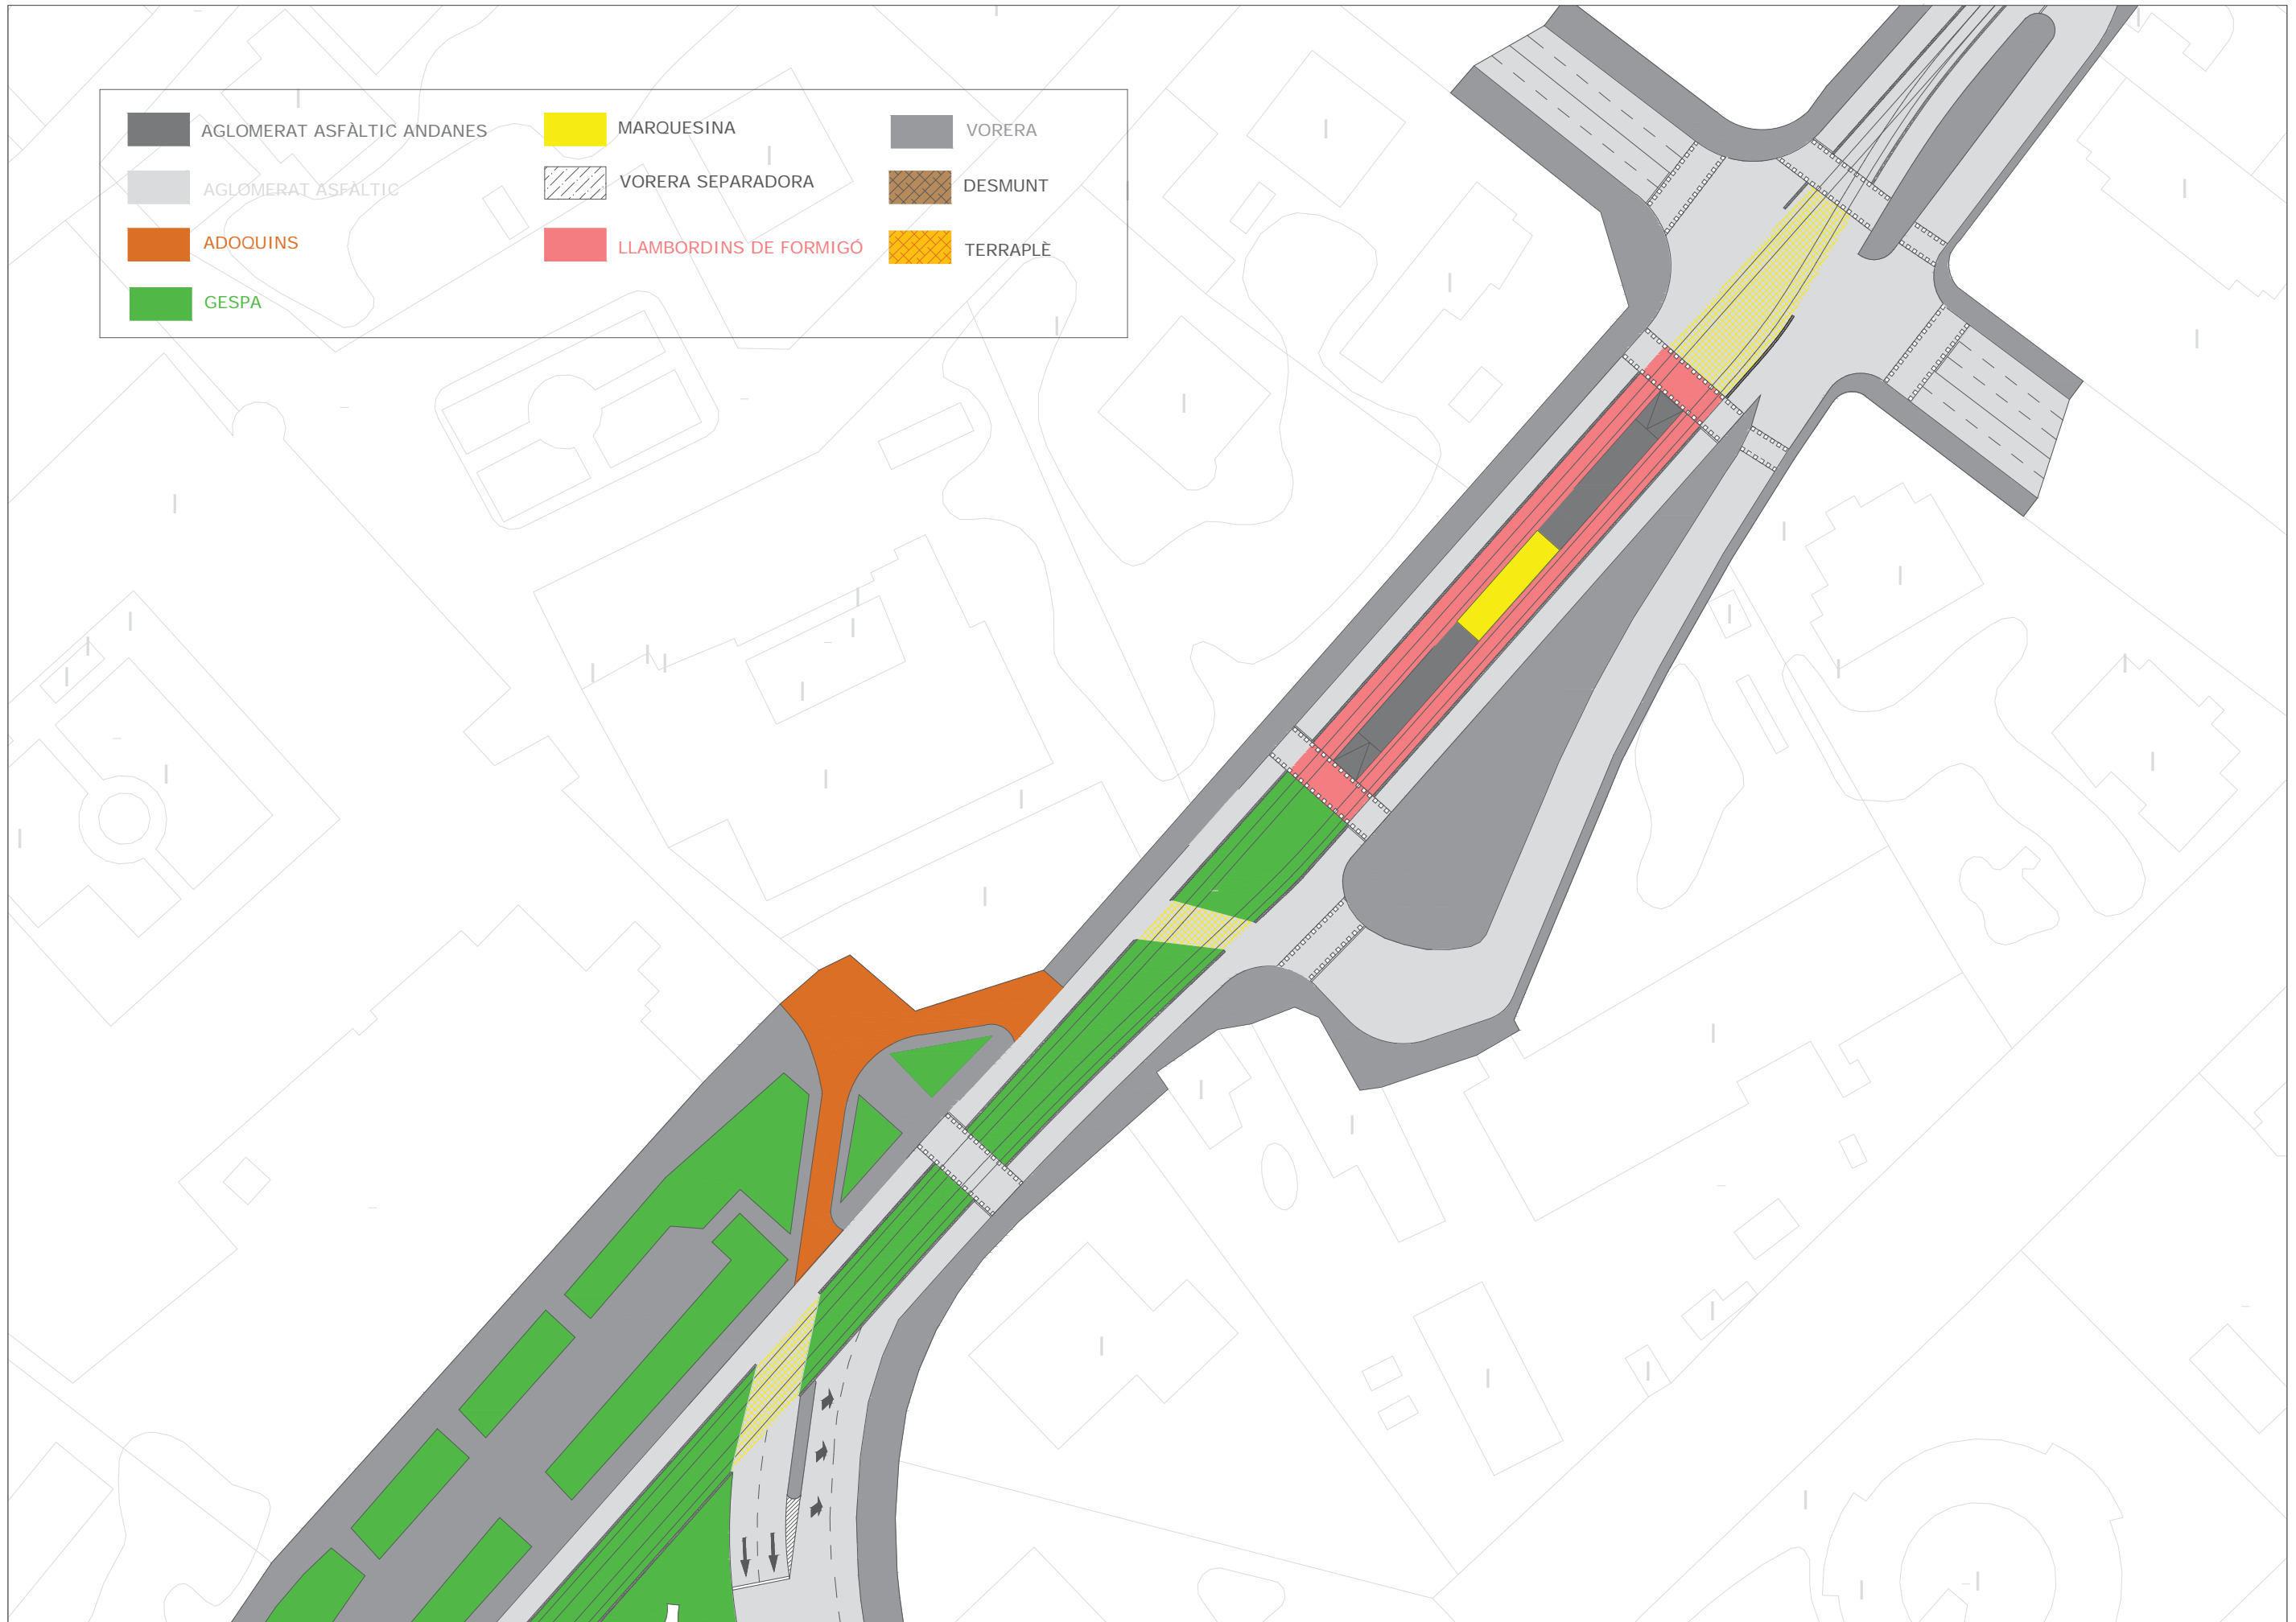 AGLOMERAT ASFÀLTIC ANDANES
AGLOMERAT ASFÀLTIC
ADOQUINS
GESPA
MARQUESINA
VORERA SEPARADORA
LLAMBORDINS DE FORMIGÓ
VORERA
DESMUNT
TERRAPLÈ